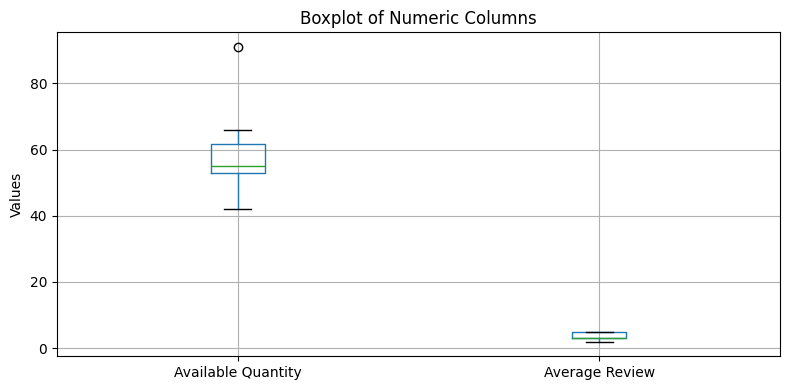 Boxplot of Numeric Columns
Values
80
60
40
20
0
Available Quantity
Average Review